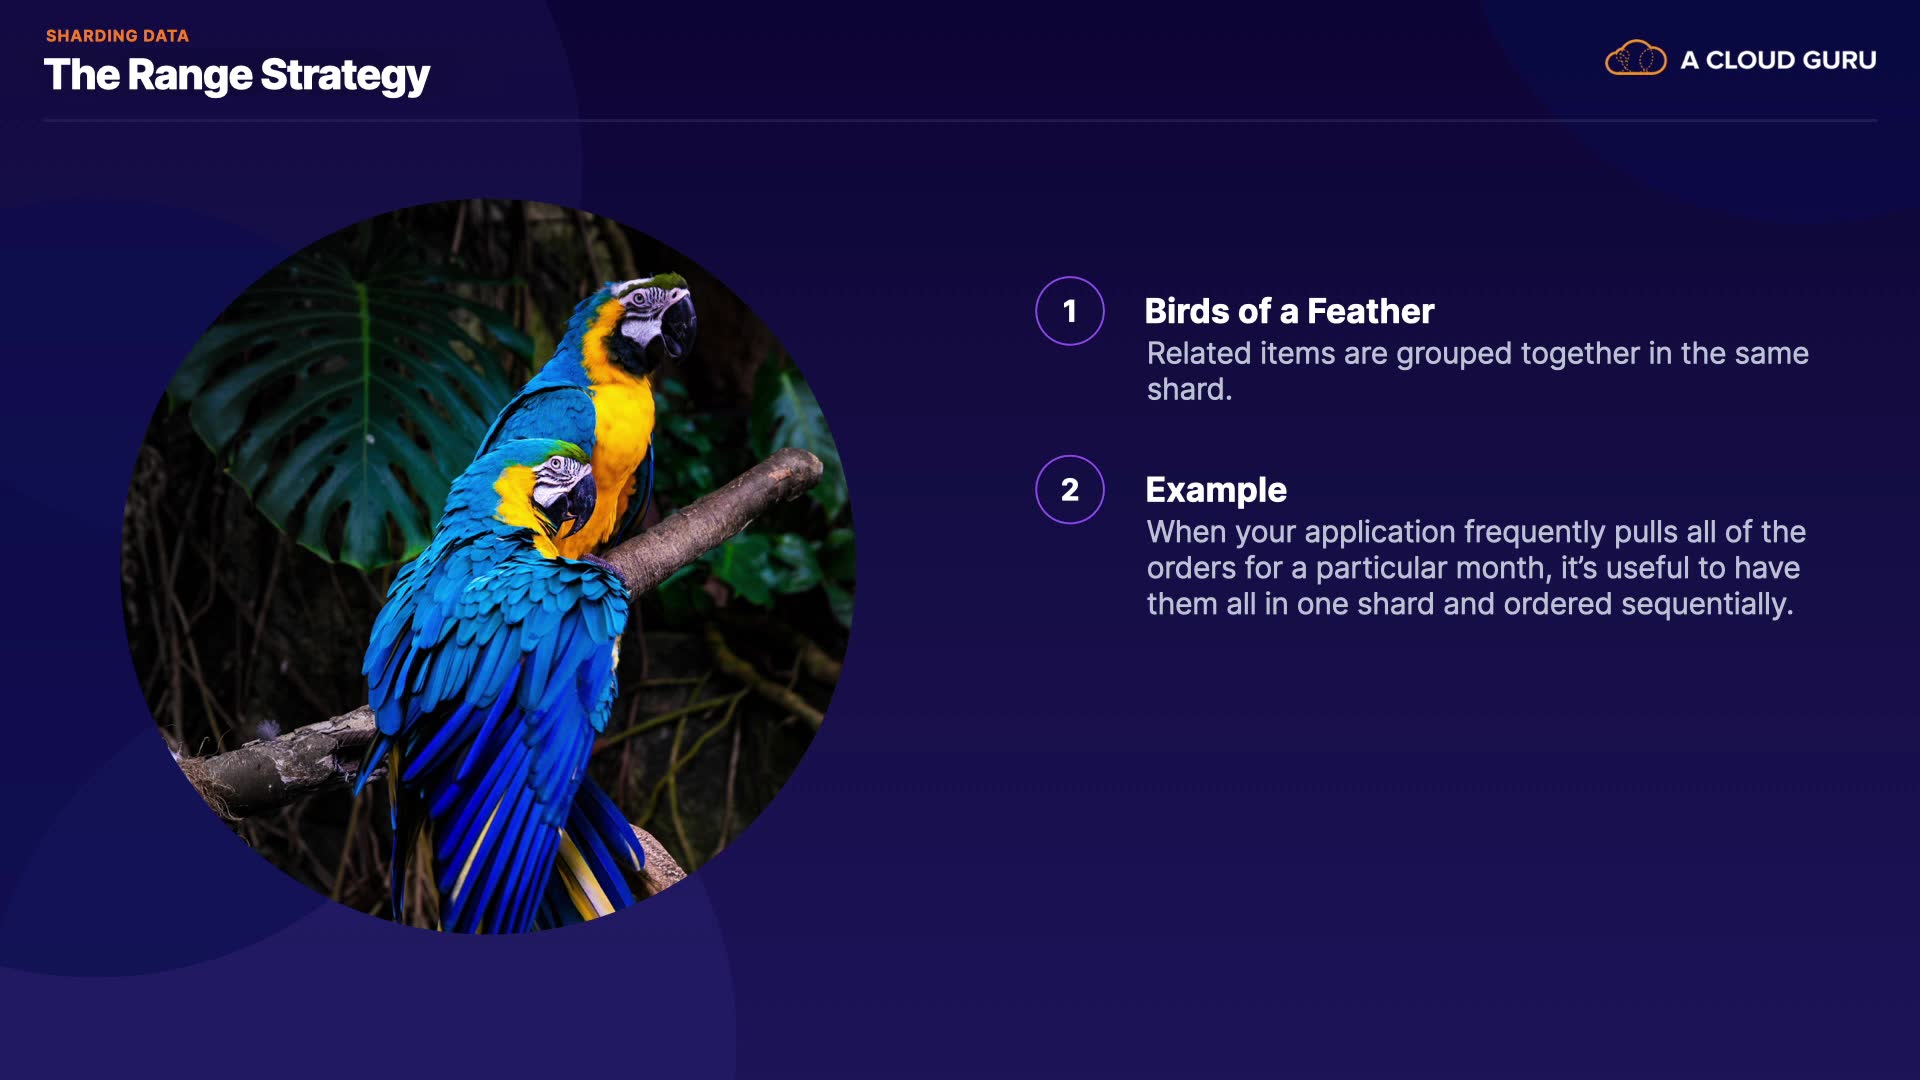 SHARDING DATA
The Range Strategy
A CLOUD GURU
1
Birds of a Feather
Related items are grouped together in the same
shard.
2
Example
When your application frequently pulls all of the
orders for a particular month, it’s useful to have
them all in one shard and ordered sequentially.